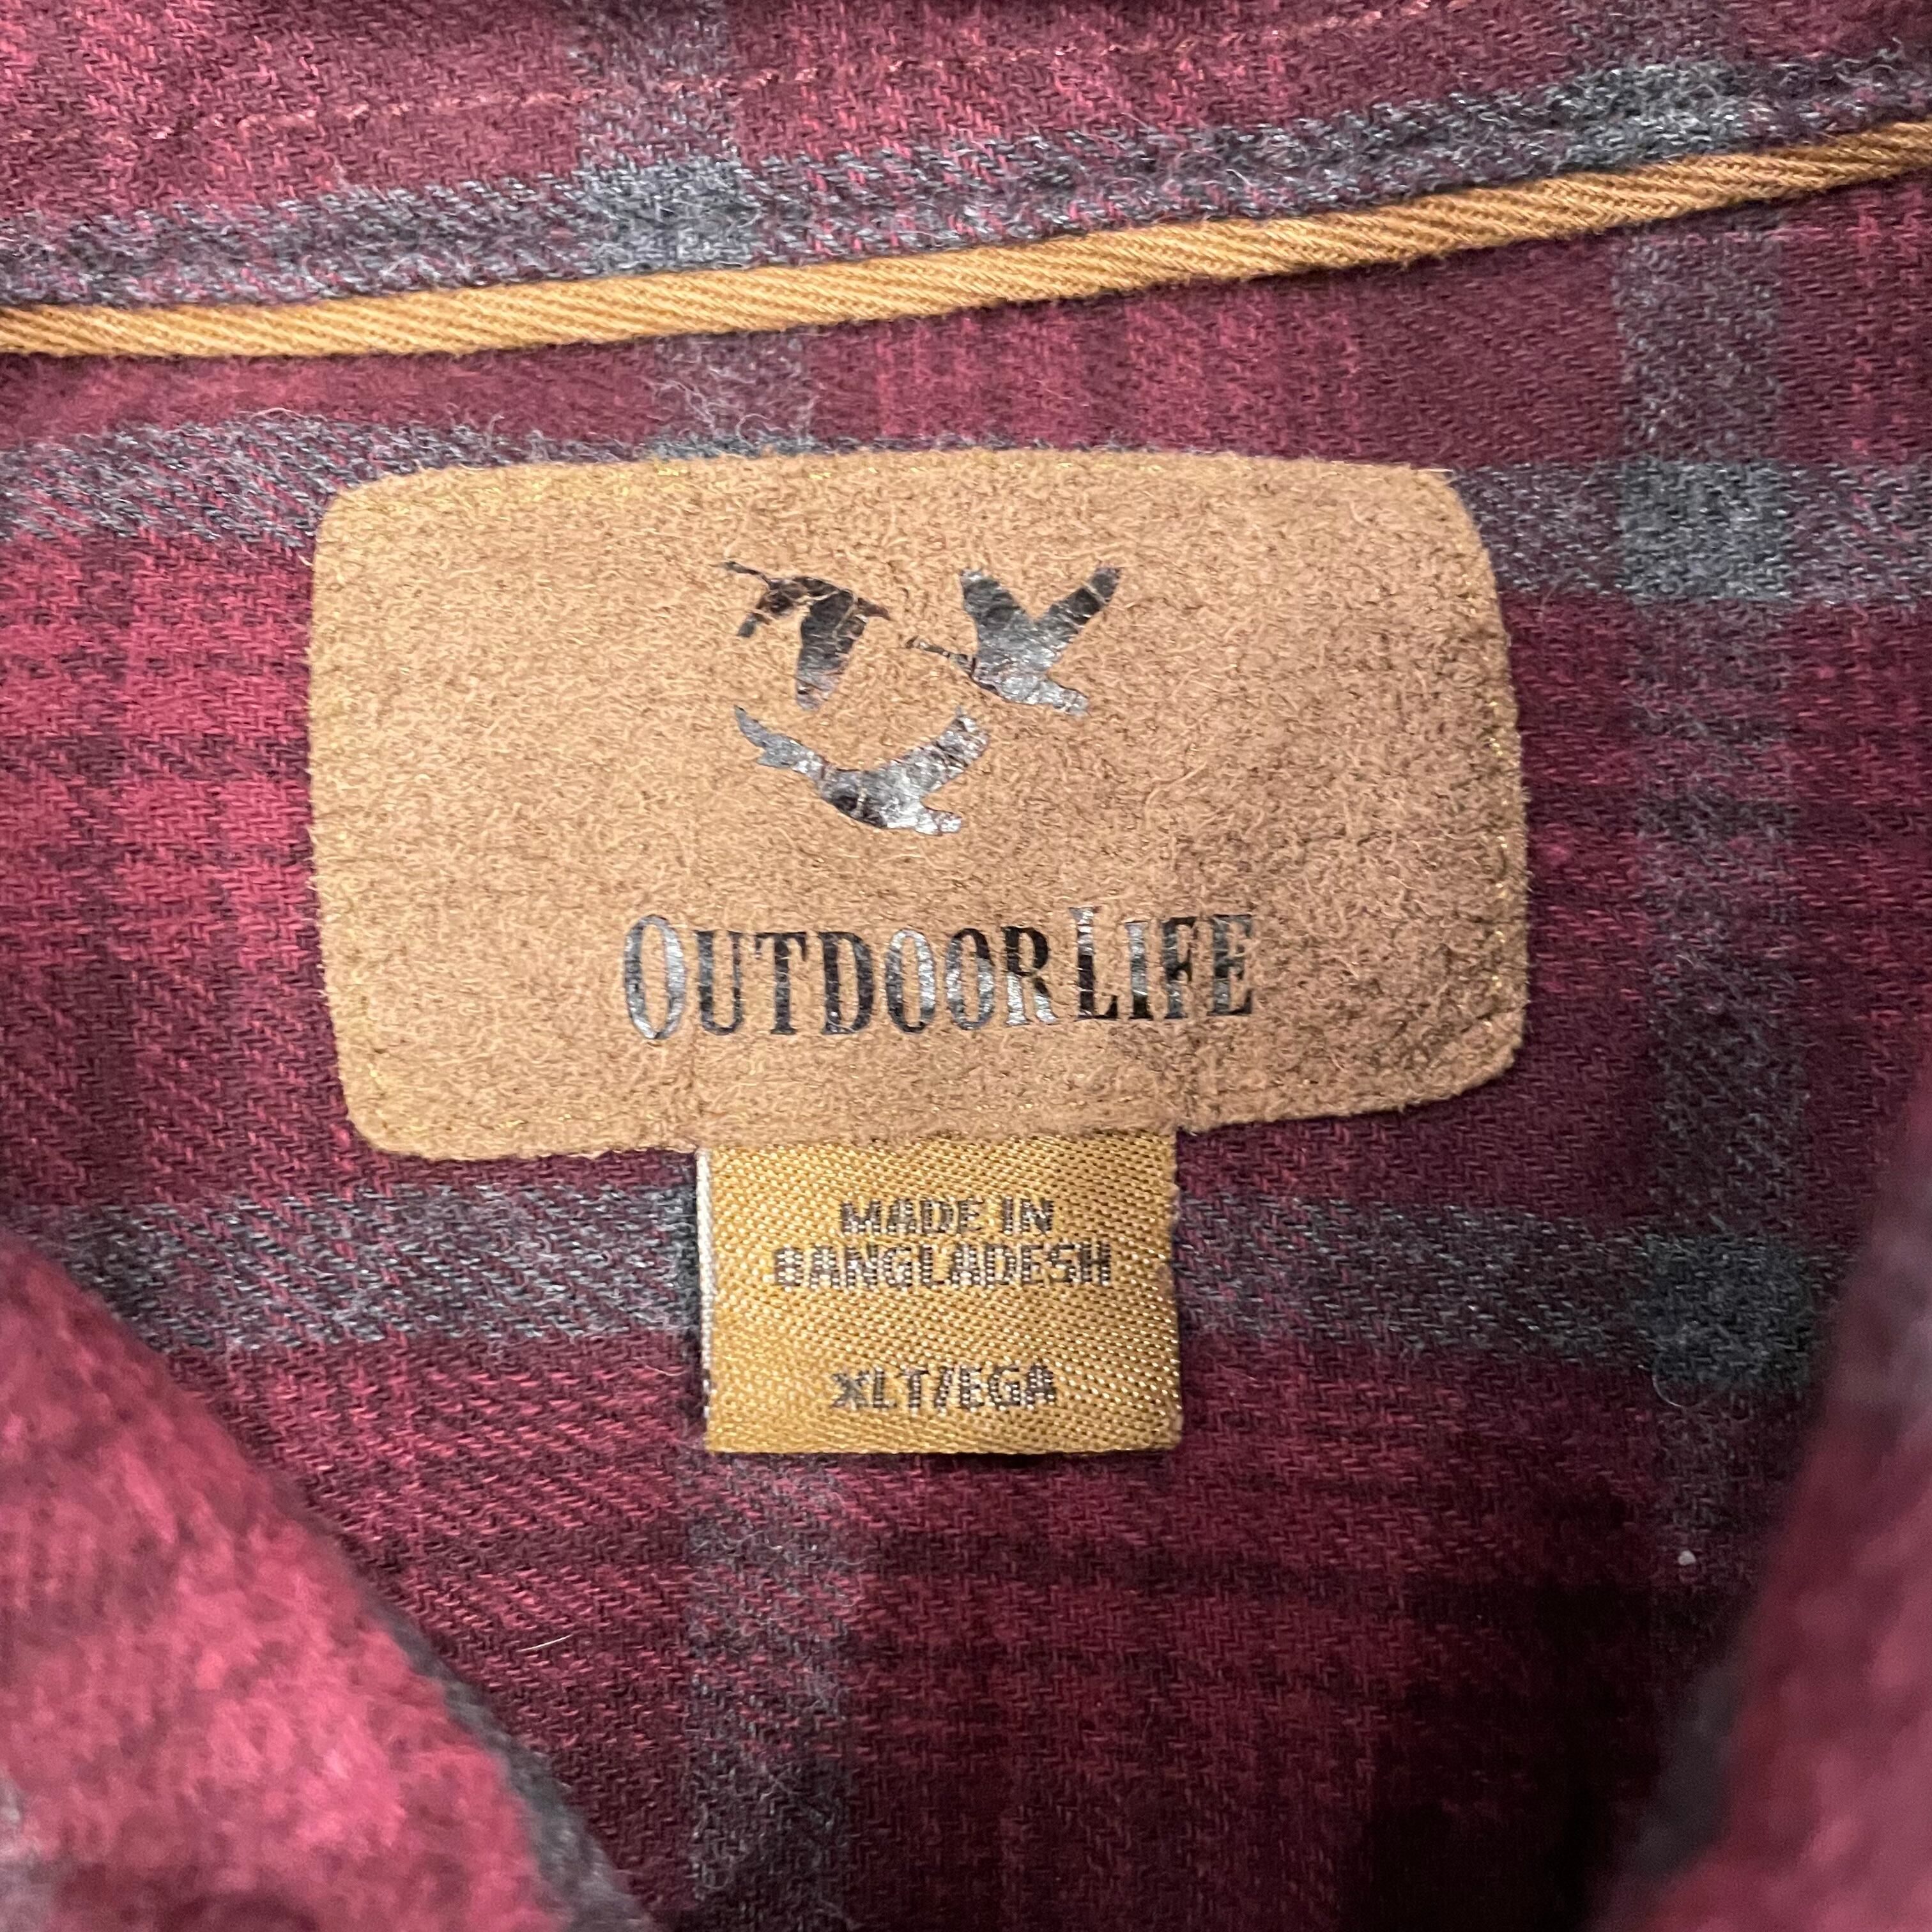 OUTDOOR LIFE
MADE IN
BANGLADESH
XLT/EGA